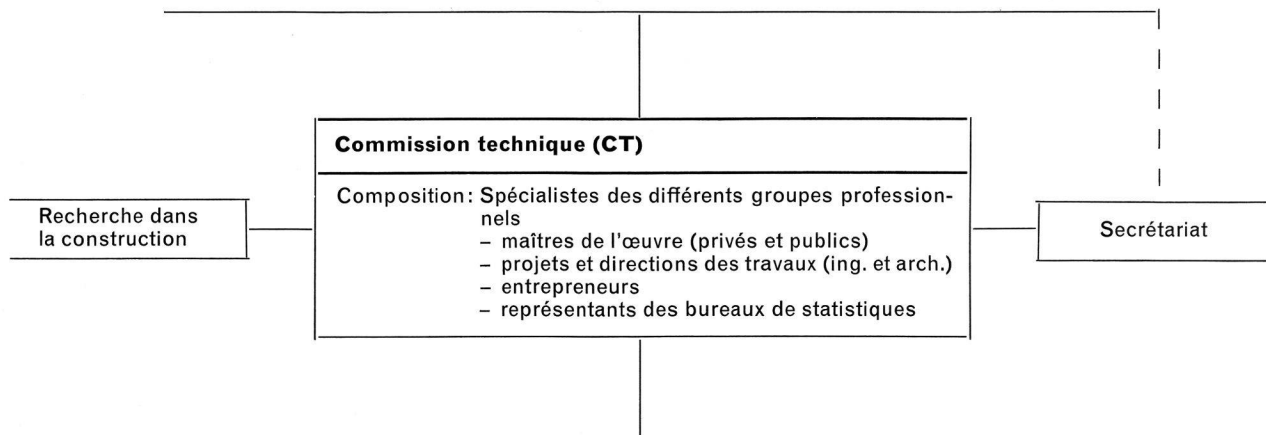 Commission technique (CT)
Composition: Spécialistes des différents groupes profession-
nels
– maîtres de l'œuvre (privés et publics)
– projets et directions des travaux (ing. et arch.)
– entrepreneurs
– représentants des bureaux de statistiques
Recherche dans
la construction
Secrétariat